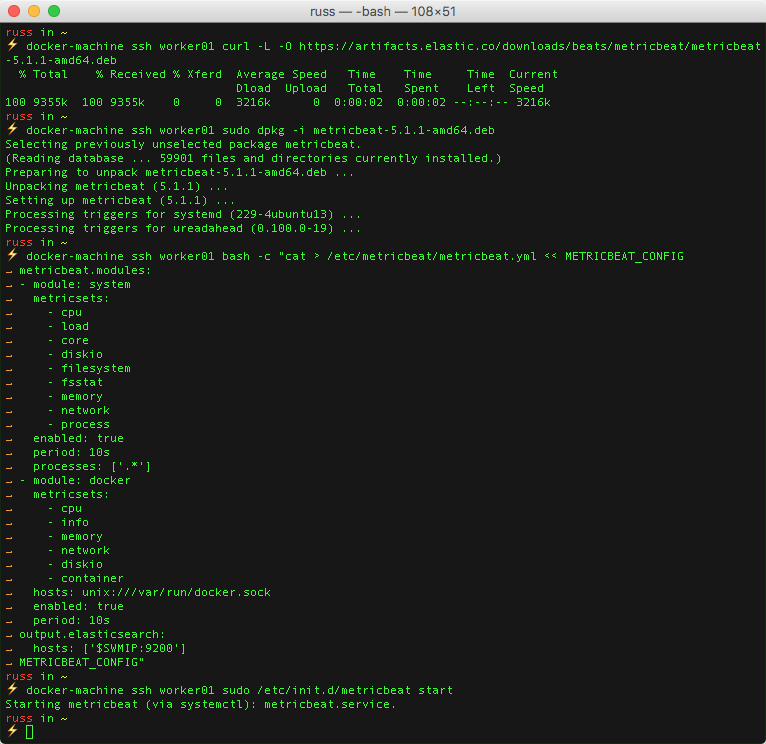 russ — -bash — 108×51
russ in ~
⚡ docker-machine ssh worker01 curl -L -O https://artifacts.elastic.co/downloads/beats/metricbeat/metricbeat
-5.1.1-amd64.deb
  % Total    % Received % Xferd  Average Speed   Time    Time     Time  Current
                                 Dload  Upload   Total   Spent    Left  Speed
100 9355k  100 9355k    0     0  3216k      0  0:00:02  0:00:02 --:--:-- 3216k
russ in ~
⚡ docker-machine ssh worker01 sudo dpkg -i metricbeat-5.1.1-amd64.deb
Selecting previously unselected package metricbeat.
(Reading database ... 59901 files and directories currently installed.)
Preparing to unpack metricbeat-5.1.1-amd64.deb ...
Unpacking metricbeat (5.1.1) ...
Setting up metricbeat (5.1.1) ...
Processing triggers for systemd (229-4ubuntu13) ...
Processing triggers for ureadahead (0.100.0-19) ...
russ in ~
⚡ docker-machine ssh worker01 bash -c "cat > /etc/metricbeat/metricbeat.yml << METRICBEAT_CONFIG
↵ metricbeat.modules:
↵ - module: system
↵   metricsets:
↵     - cpu
↵     - load
↵     - core
↵     - diskio
↵     - filesystem
↵     - fsstat
↵     - memory
↵     - network
↵     - process
↵   enabled: true
↵   period: 10s
↵   processes: ['.*']
↵ - module: docker
↵   metricsets:
↵     - cpu
↵     - info
↵     - memory
↵     - network
↵     - diskio
↵     - container
↵   hosts: unix:///var/run/docker.sock
↵   enabled: true
↵   period: 10s
↵ output.elasticsearch:
↵   hosts: ['$SWMIP:9200']
↵ METRICBEAT_CONFIG"
russ in ~
⚡ docker-machine ssh worker01 sudo /etc/init.d/metricbeat start
Starting metricbeat (via systemctl): metricbeat.service.
russ in ~
⚡